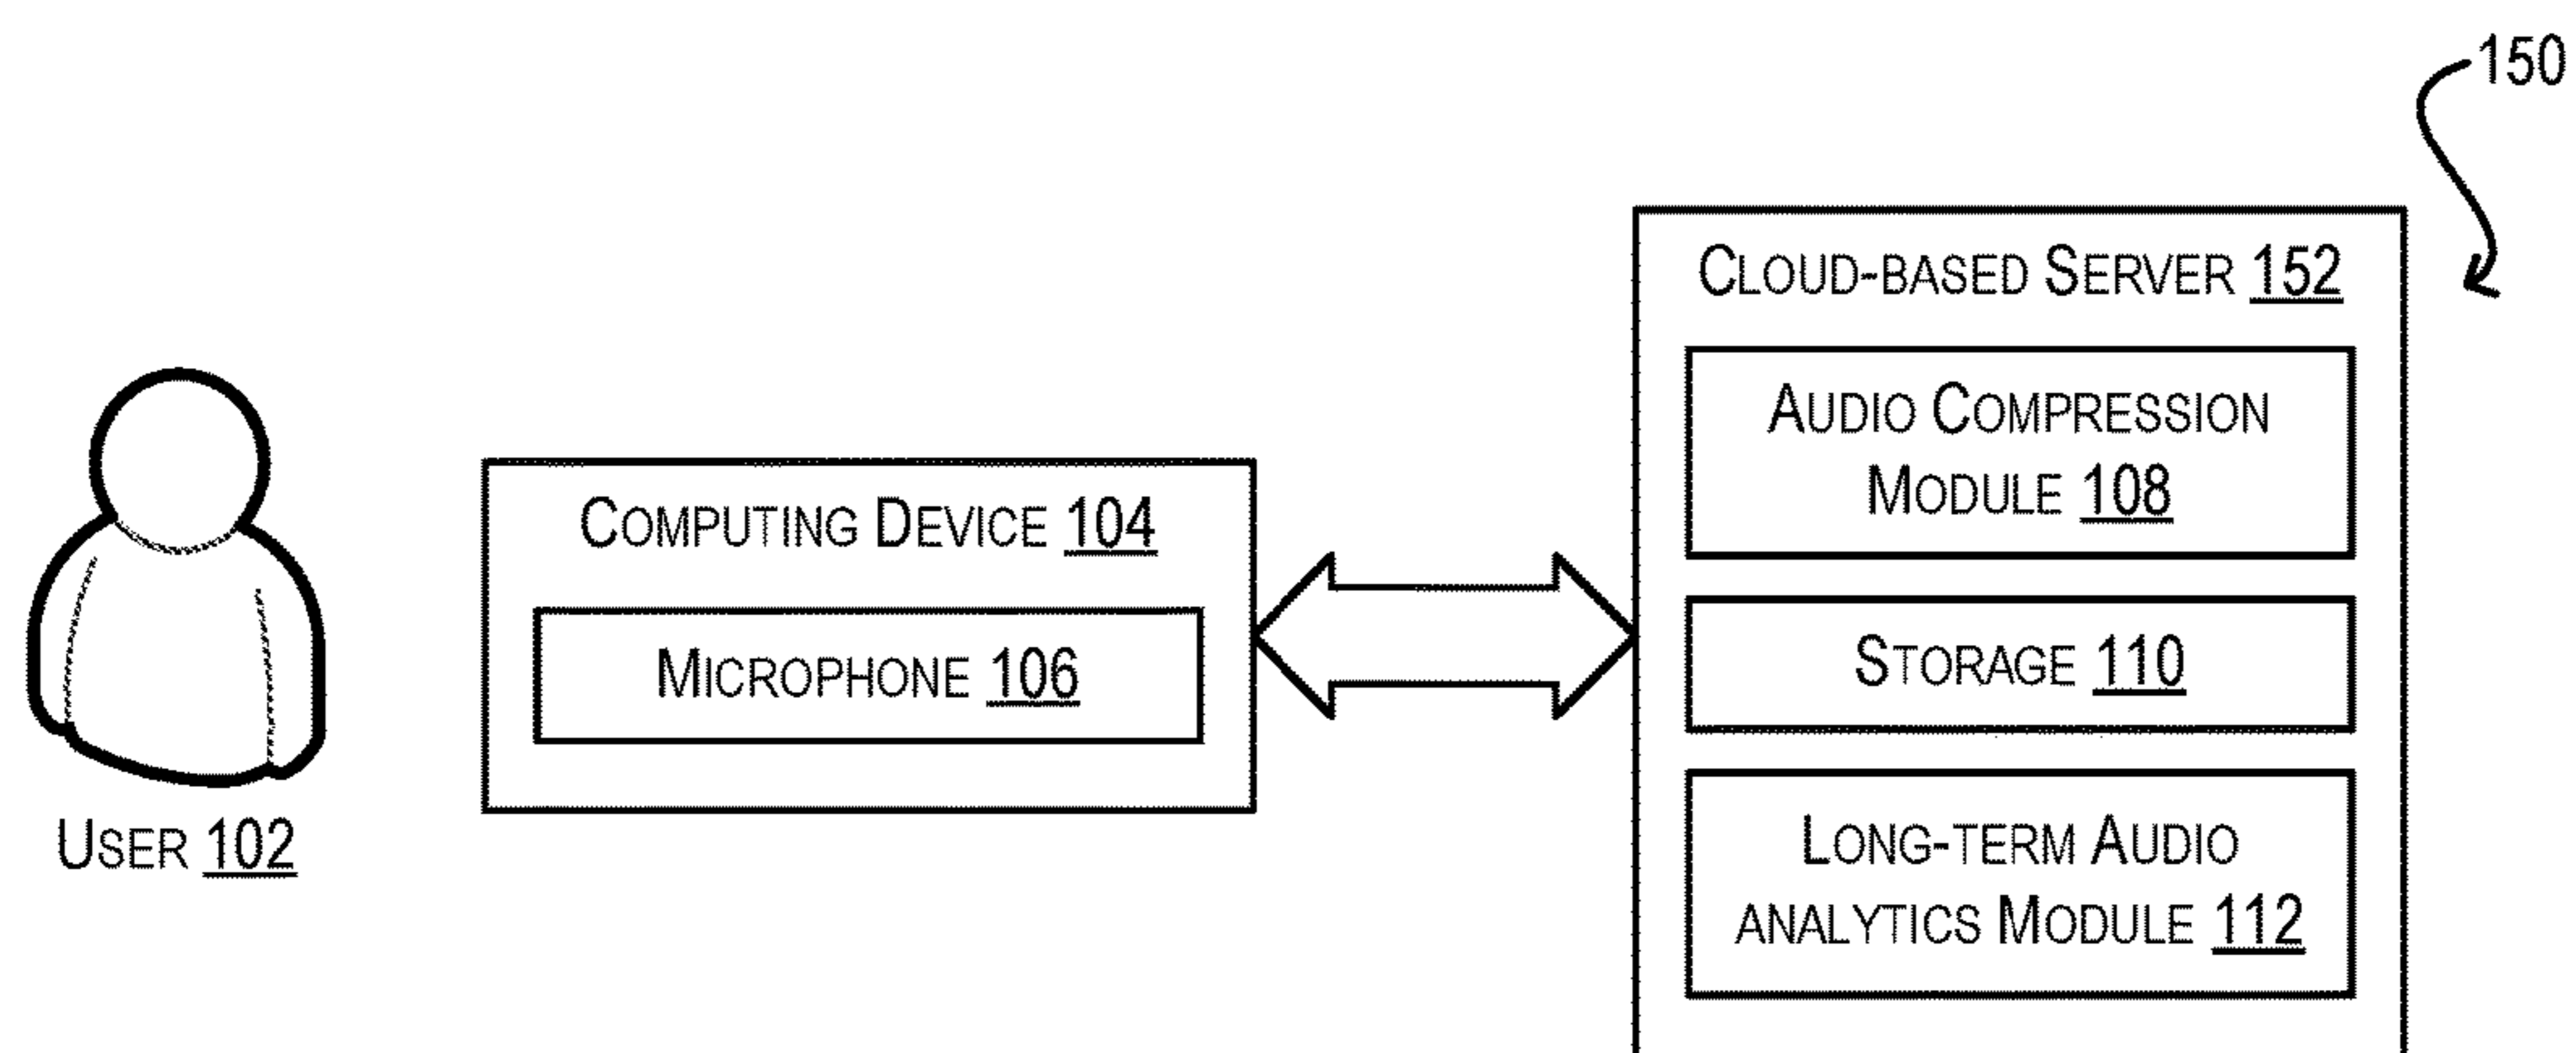 150
Cloud-based Server 152
Audio Compression
Module 108
Computing Device 104
Microphone 106
Storage 110
User 102
Long-term Audio
analytics Module 112